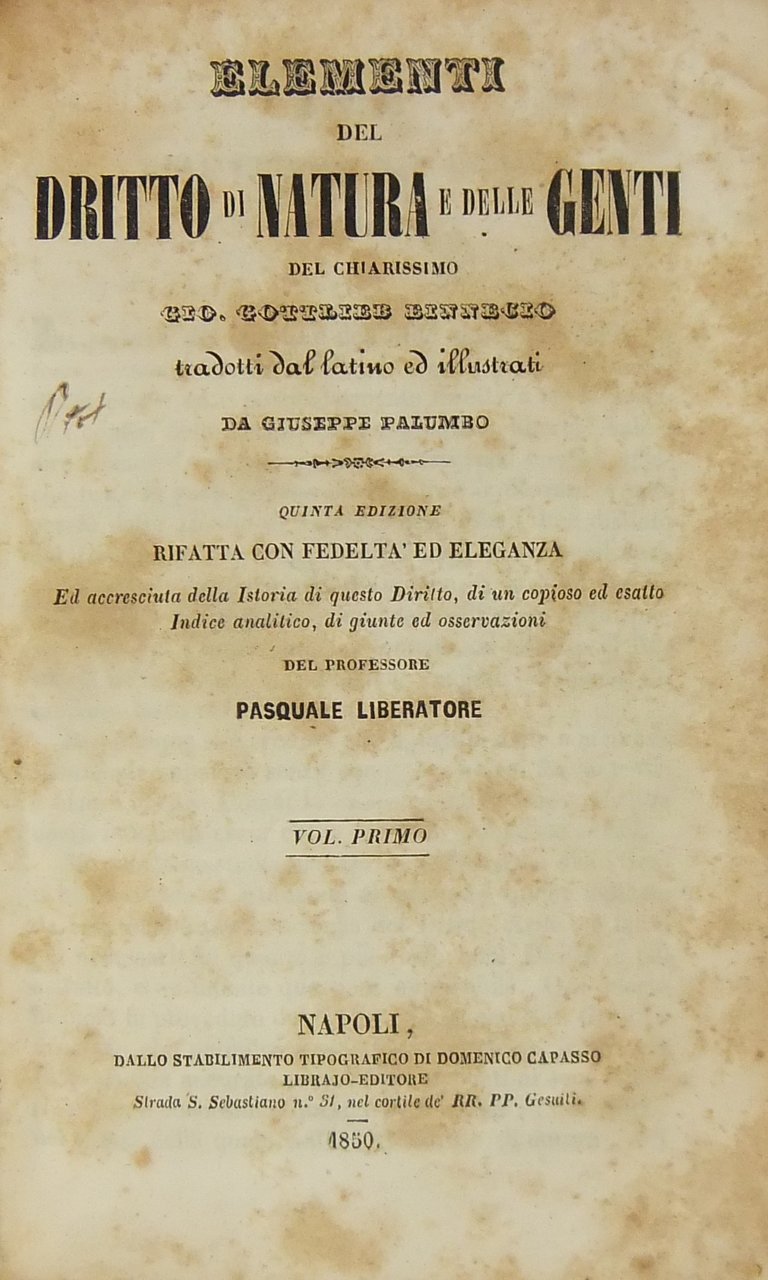 ELEMENTI
DEL
DRITTO DI NATURA E DELLE GENTI
DEL CHIARISSIMO
GIO. GOTTLIEB EINNECIO
tradotti dal latino ed illustrati
DA GIUSEPPE PALUMBO
QUINTA EDIZIONE
RIFATTA CON FEDELTA' ED ELEGANZA
Ed accresciuta della Istoria di questo Diritto, di un copioso ed esatto
Indice analitico, di giunte ed osservazioni
DEL PROFESSORE
PASQUALE LIBERATORE
VOL. PRIMO
NAPOLI,
DALLO STABILIMENTO TIPOGRAFICO DI DOMENICO CAPASSO
LIBRAJO-EDITORE
Strada S. Sebastiano n.° 51, nel cortile de' RR. PP. Gesuiti.
1850.